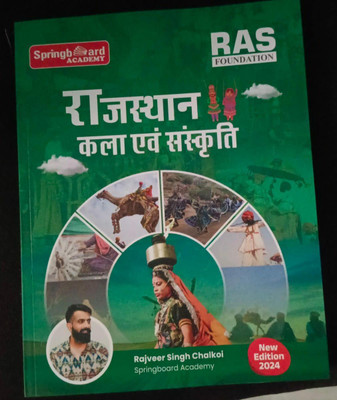 Springboard
ACADEMY
RAS
FOUNDATION
राजस्थान
कला एवं संस्कृति
Rajveer Singh Chalkoi
Springboard Academy
New
Edition
2024